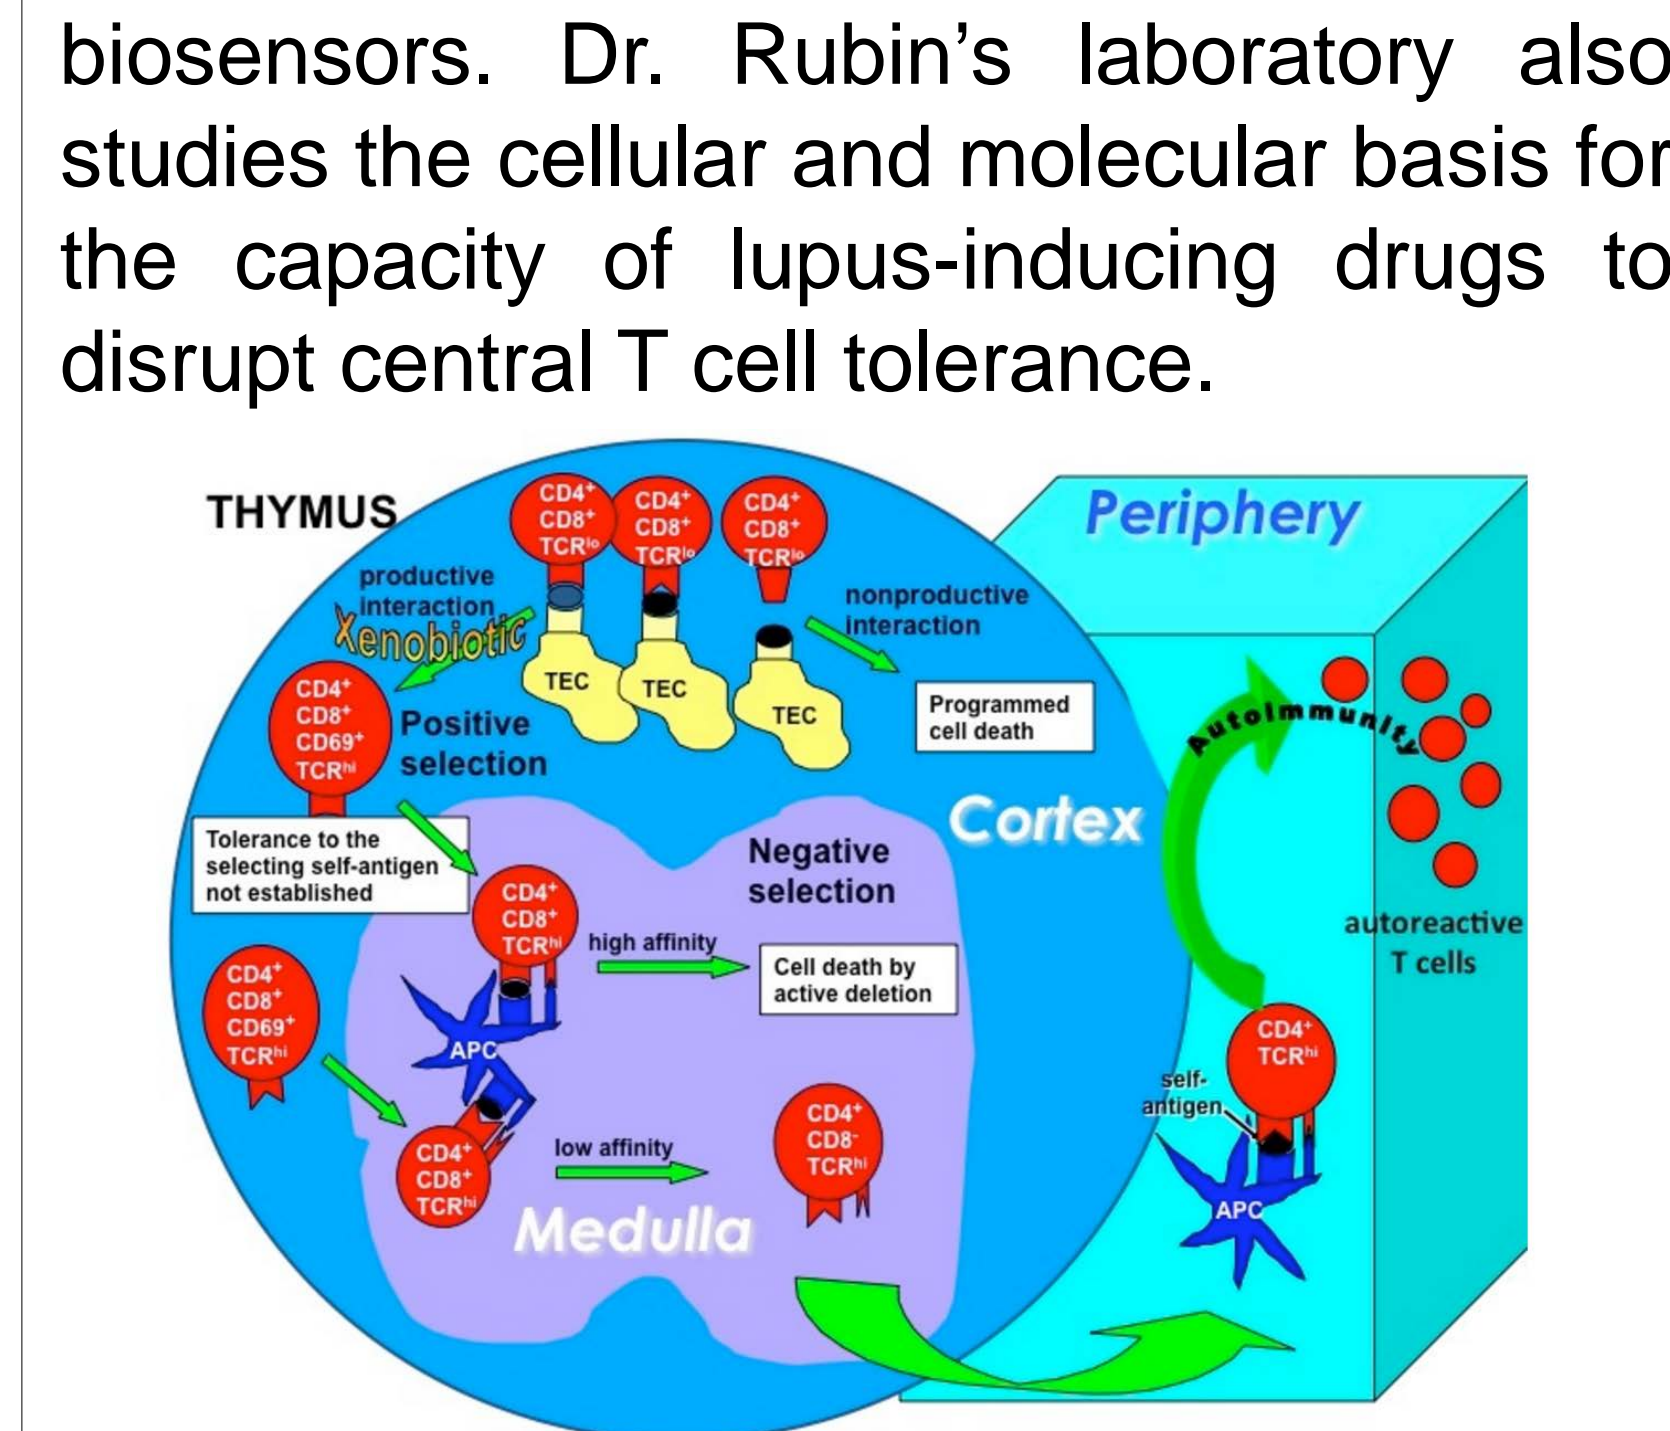 biosensors. Dr. Rubin’s laboratory also
studies the cellular and molecular basis for
the capacity of lupus-inducing drugs to
disrupt central T cell tolerance.
THYMUS
CD4⁺
CD8⁺
TCRˡᵒ
CD4⁺
CD8⁺
TCRˡᵒ
CD4⁺
CD8⁺
TCRˡᵒ
Periphery
productive
interaction
Xenobiotic
nonproductive
interaction
TEC
TEC
TEC
Programmed
cell death
CD4⁺
CD8⁺
CD69⁺
TCRʰⁱ
Positive
selection
Autoimmunity
Cortex
Tolerance to the
selecting self-antigen
not established
Negative
selection
CD4⁺
CD8⁺
TCRʰⁱ
high affinity
Cell death by
active deletion
autoreactive
T cells
CD4⁺
CD8⁺
CD69⁺
TCRʰⁱ
APC
CD4⁺
TCRʰⁱ
self-
antigen
CD4⁺
CD8⁺
TCRʰⁱ
low affinity
CD4⁺
CD8⁻
TCRʰⁱ
APC
Medulla